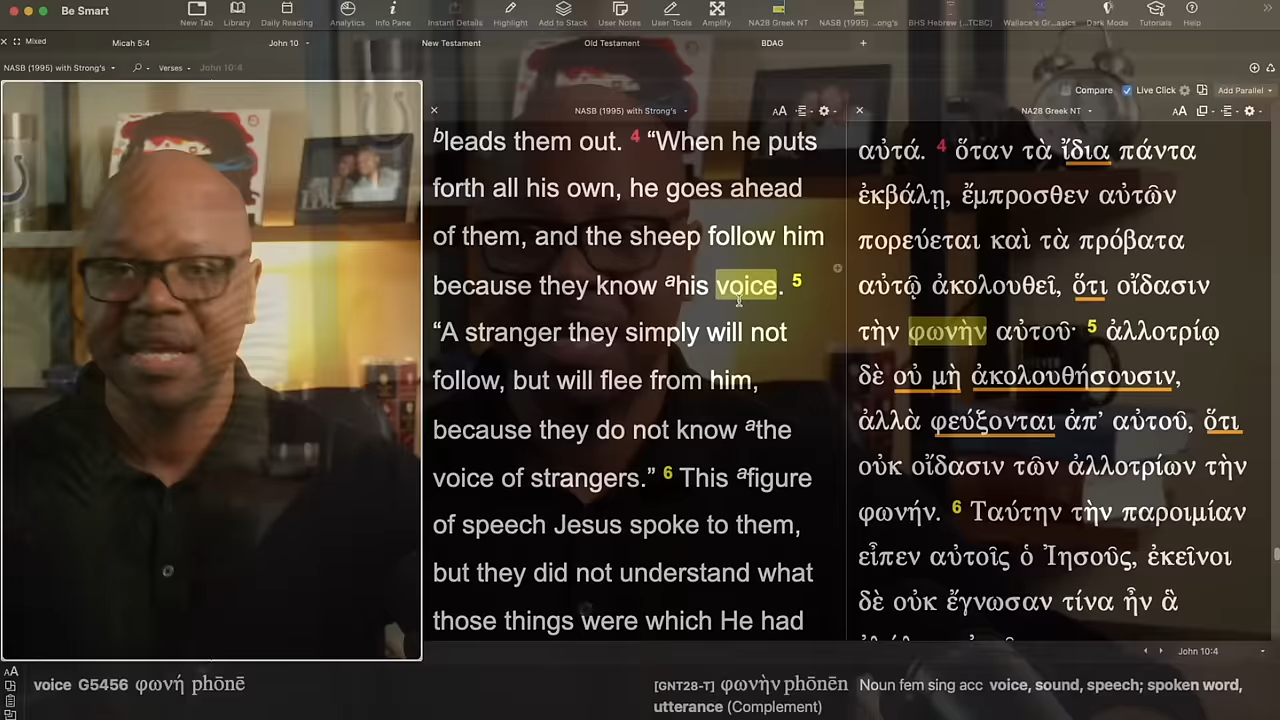 Be Smart
New Tab
Library
Daily Reading
Analytics
Info Pane
Instant Details
Highlight
Add to Stack
User Notes
User Tools
Amplify
NA28 Greek NT
NASB (1995) ...ong's
BHS Hebrew (...TCBC)
Wallace's Gr...asics
Dark Mode
Tutorials
Help
Mixed
Micah 5:4
John 10
New Testament
Old Testament
BDAG
NASB (1995) with Strong's
Verses
John 10:4
Compare
Live Click
Add Parallel
NASB (1995) with Strong's
bleads them out. 4 “When he puts
forth all his own, he goes ahead
of them, and the sheep follow him
because they know ahis voice. 5
“A stranger they simply will not
follow, but will flee from him,
because they do not know athe
voice of strangers.” 6 This afigure
of speech Jesus spoke to them,
but they did not understand what
those things were which He had
NA28 Greek NT
αὐτά. 4 ὅταν τὰ ἴδια πάντα
ἐκβάλῃ, ἔμπροσθεν αὐτῶν
πορεύεται καὶ τὰ πρόβατα
αὐτῷ ἀκολουθεῖ, ὅτι οἴδασιν
τὴν φωνὴν αὐτοῦ· 5 ἀλλοτρίῳ
δὲ οὐ μὴ ἀκολουθήσουσιν,
ἀλλὰ φεύξονται ἀπ’ αὐτοῦ, ὅτι
οὐκ οἴδασιν τῶν ἀλλοτρίων τὴν
φωνήν. 6 Ταύτην τὴν παροιμίαν
εἶπεν αὐτοῖς ὁ Ἰησοῦς, ἐκεῖνοι
δὲ οὐκ ἔγνωσαν τίνα ἦν ἃ
John 10:4
voice G5456 φωνή phōnē
[GNT28-T] φωνὴν phōnēn Noun fem sing acc voice, sound, speech; spoken word,
utterance (Complement)